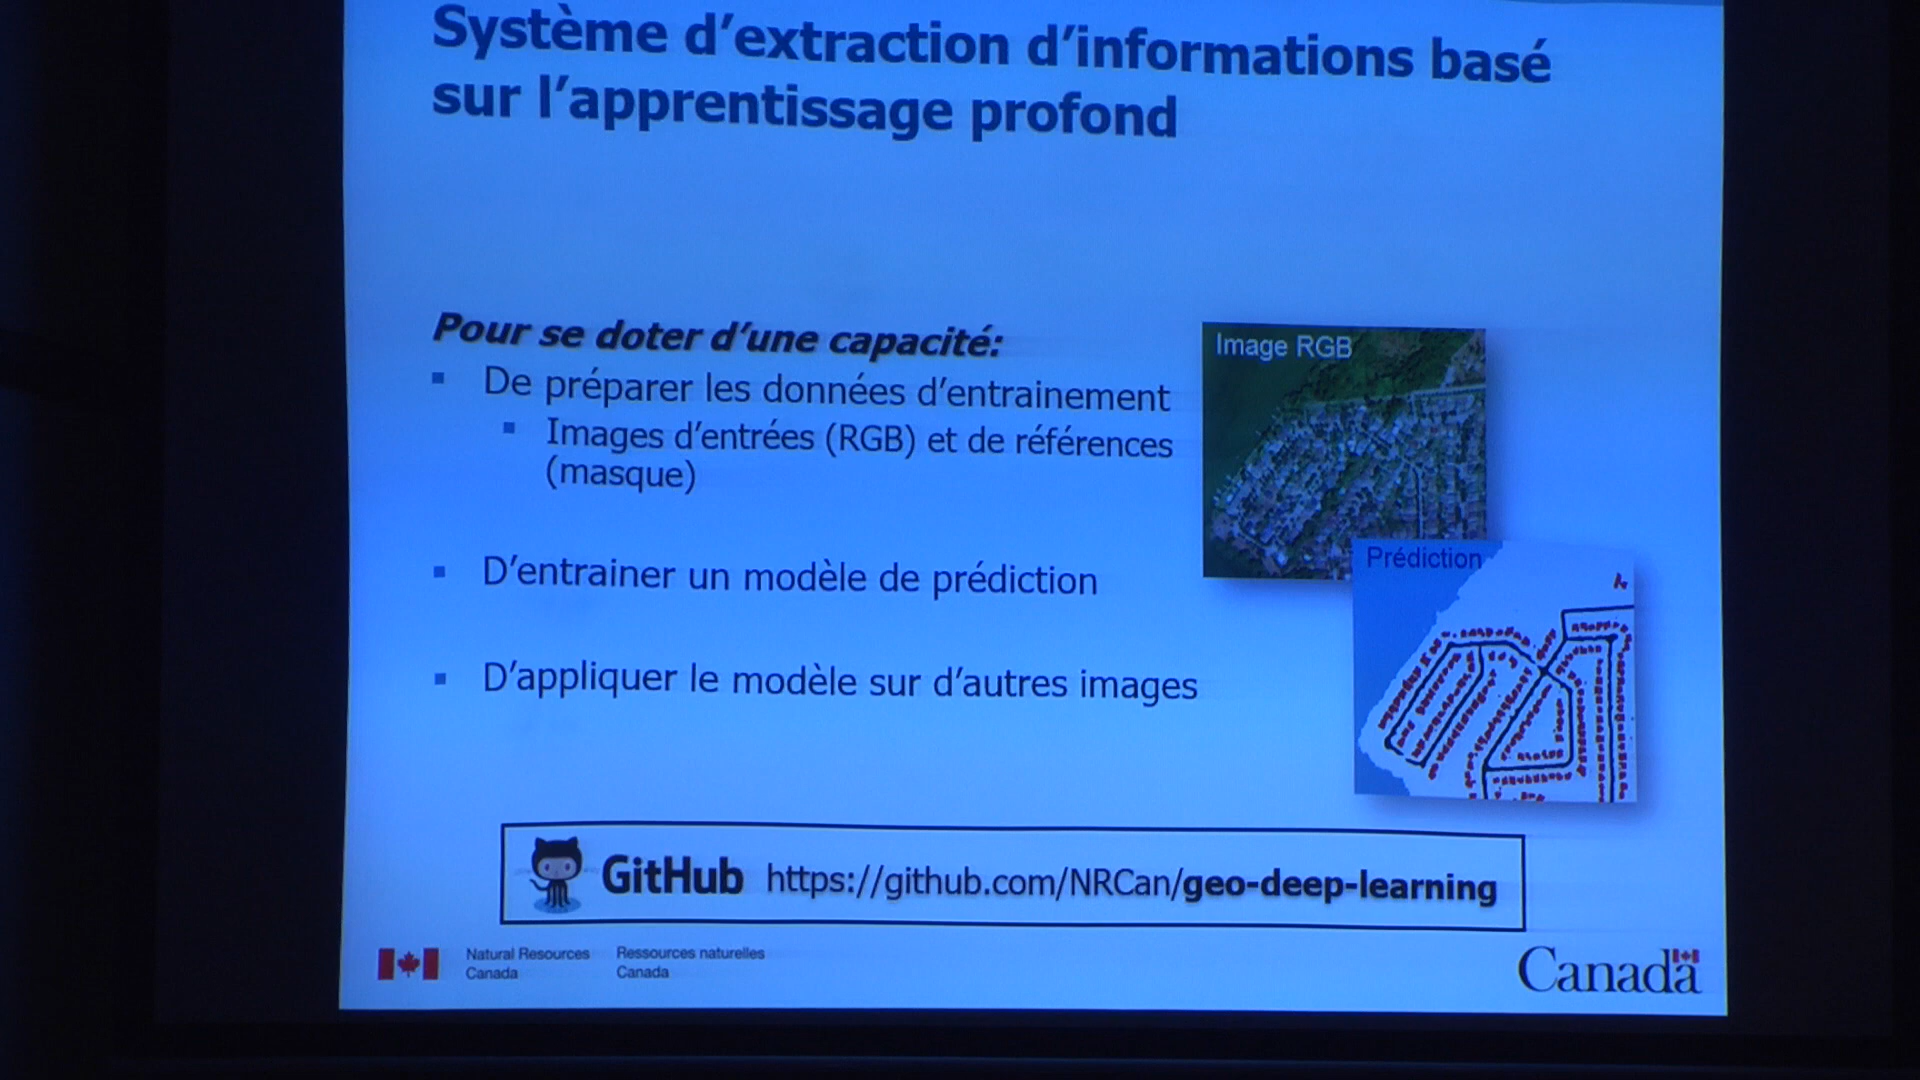 Système d'extraction d'informations basé
sur l'apprentissage profond
Pour se doter d'une capacité:
De préparer les données d'entrainement
Images d'entrées (RGB) et de références
(masque)
D'entrainer un modèle de prédiction
D'appliquer le modèle sur d'autres images
Image RGB
Prédiction
GitHub https://github.com/NRCan/geo-deep-learning
Natural Resources
Canada
Ressources naturelles
Canada
Canada